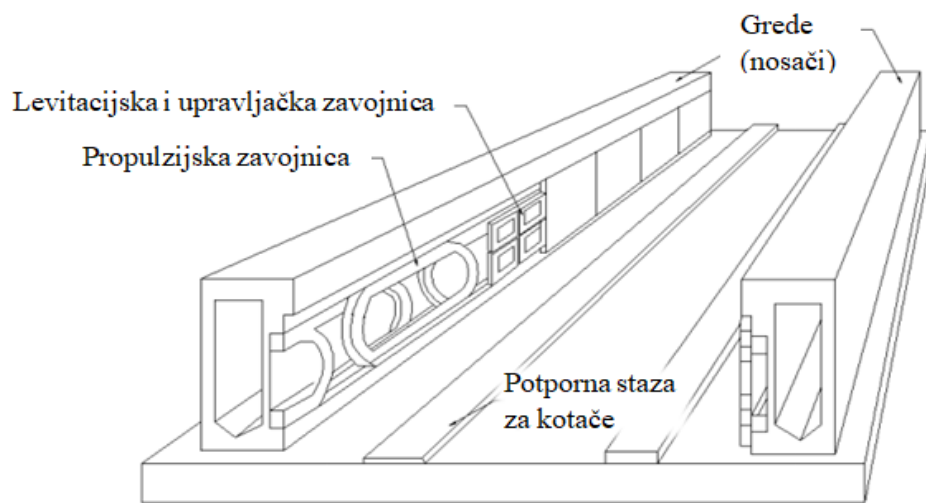 Grede
(nosači)
Levitacijska i upravljačka zavojnica
Propulzijska zavojnica
Potporna staza
za kotače